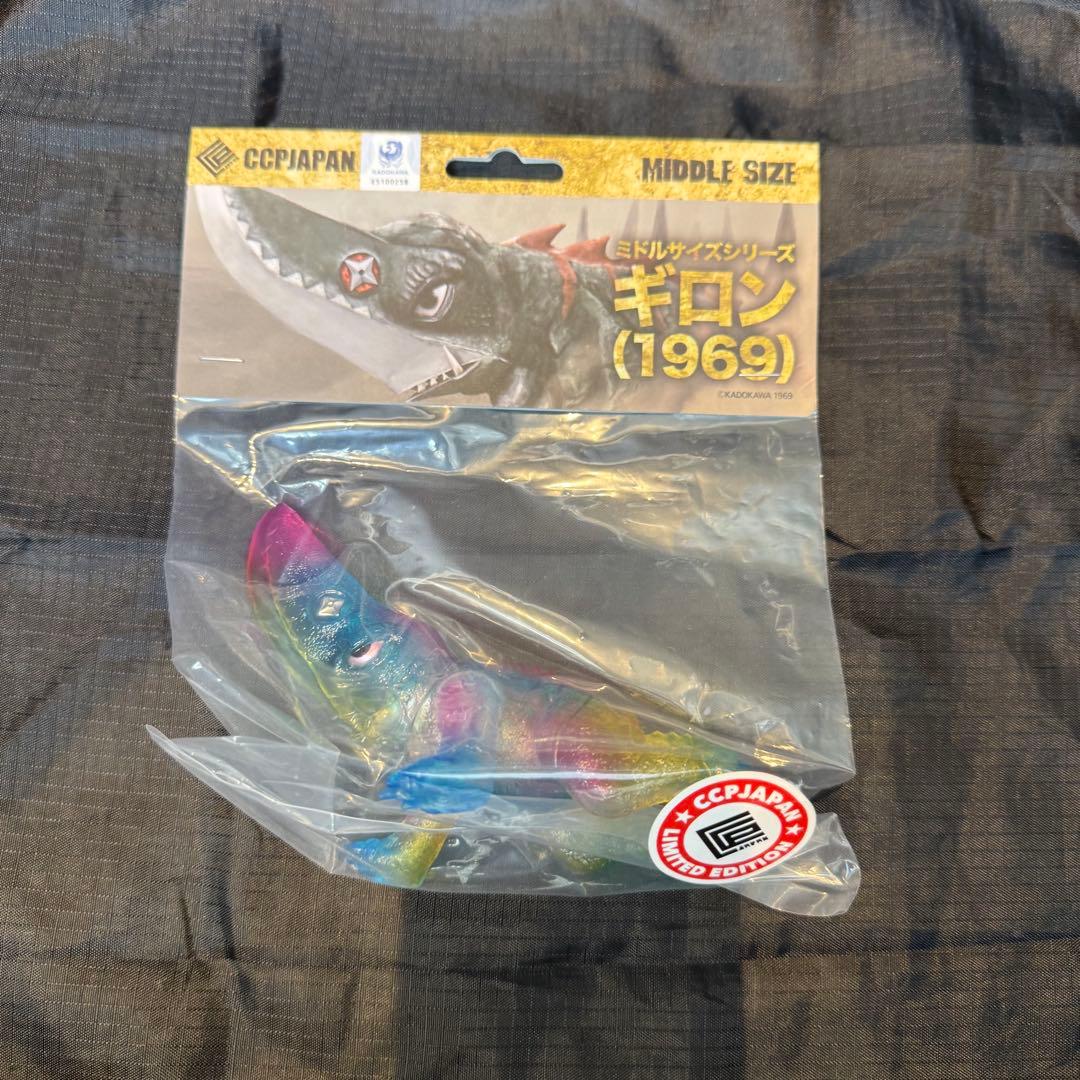 CCPJAPAN
KADOKAWA
MIDDLE SIZE
ミドルサイズシリーズ
ギロン
(1969)
©KADOKAWA 1969
★ CCPJAPAN ★
LIMITED EDITION